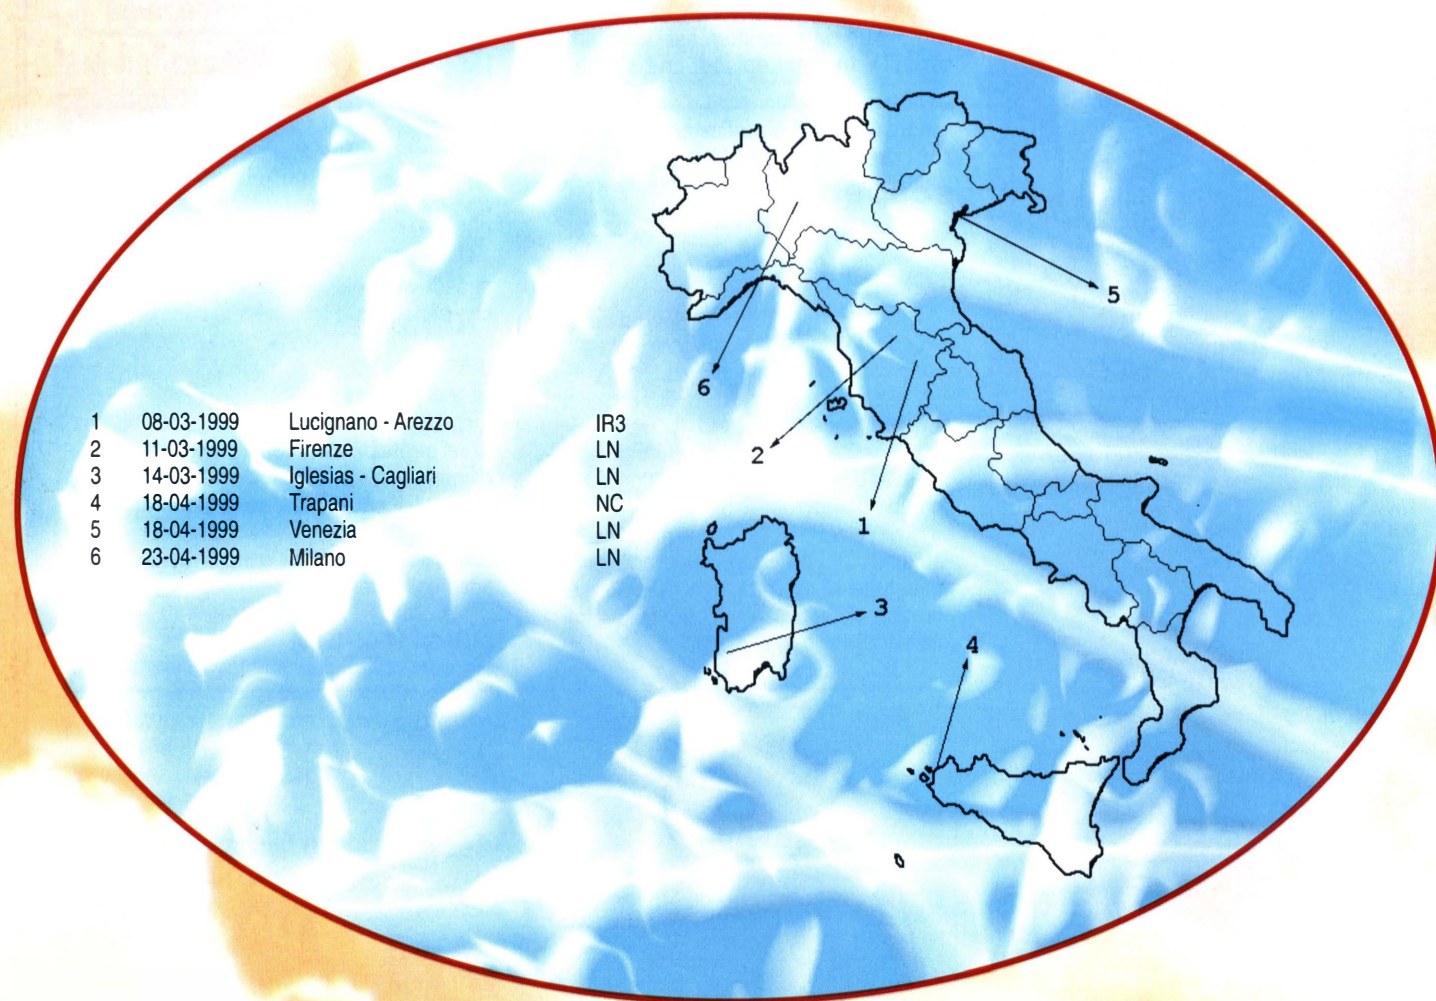 1 08-03-1999 Lucignano - Arezzo IR3
2 11-03-1999 Firenze LN
3 14-03-1999 Iglesias - Cagliari LN
4 18-04-1999 Trapani NC
5 18-04-1999 Venezia LN
6 23-04-1999 Milano LN
5
6
2
1
3
4